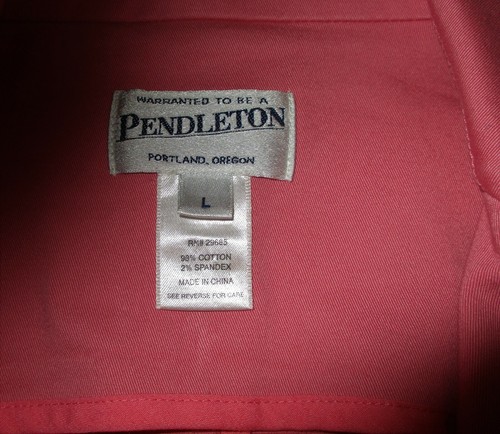 WARRANTED TO BE A
PENDLETON
PORTLAND, OREGON
L
RN# 29685
98% COTTON
2% SPANDEX
MADE IN CHINA
SEE REVERSE FOR CARE